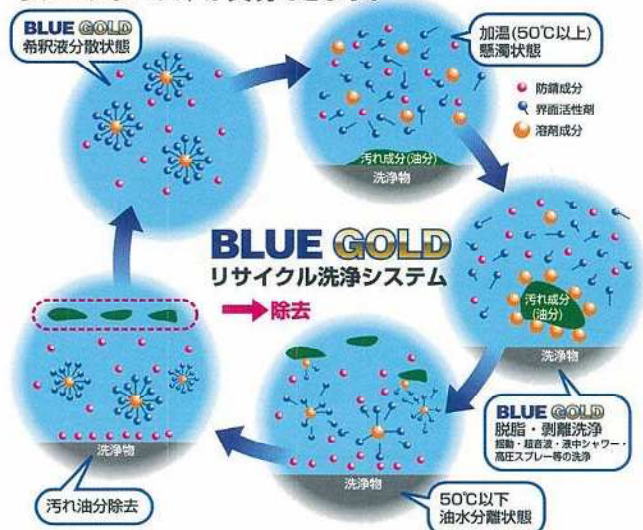 BLUE GOLD
希釈液分散状態
加温(50℃以上)
懸濁状態
防錆成分
界面活性剤
溶剤成分
汚れ成分(油分)
洗浄物
BLUE GOLD
リサイクル洗浄システム
除去
汚れ成分
(油分)
洗浄物
BLUE GOLD
脱脂・剥離洗浄
揺動・超音波・液中シャワー・
高圧スプレー等の洗浄
洗浄物
50℃以下
油水分離状態
洗浄物
汚れ油分除去